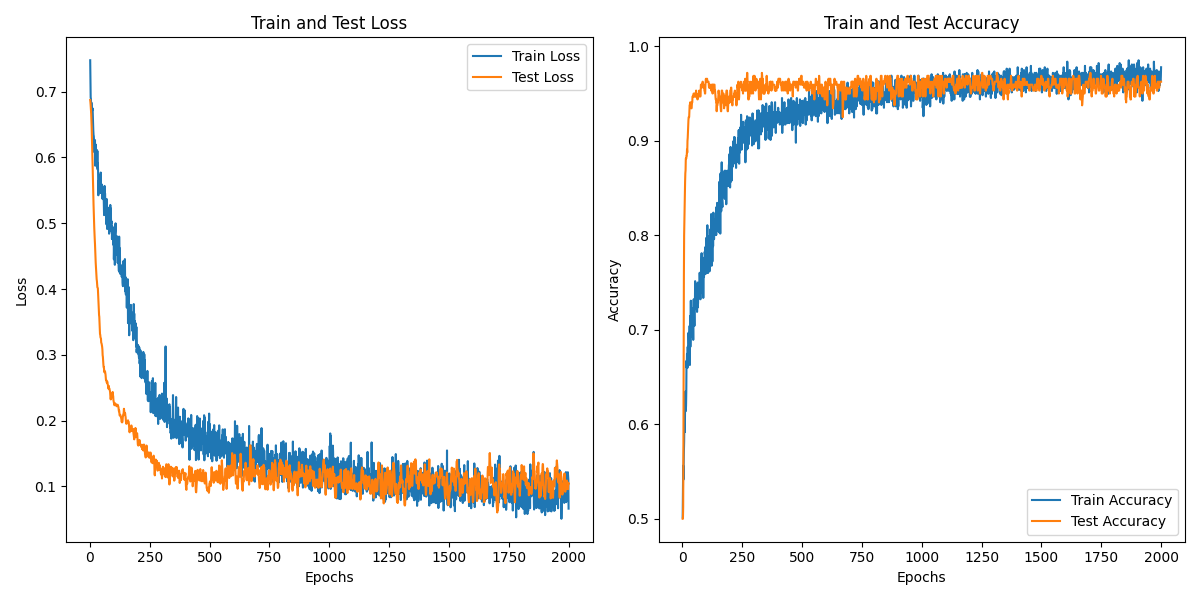 Train and Test Loss
Train Loss
Test Loss
0.7
0.6
0.5
0.4
0.3
0.2
0.1
Loss
0 250 500 750 1000 1250 1500 1750 2000
Epochs
Train and Test Accuracy
1.0
0.9
0.8
0.7
0.6
0.5
Accuracy
Train Accuracy
Test Accuracy
0 250 500 750 1000 1250 1500 1750 2000
Epochs